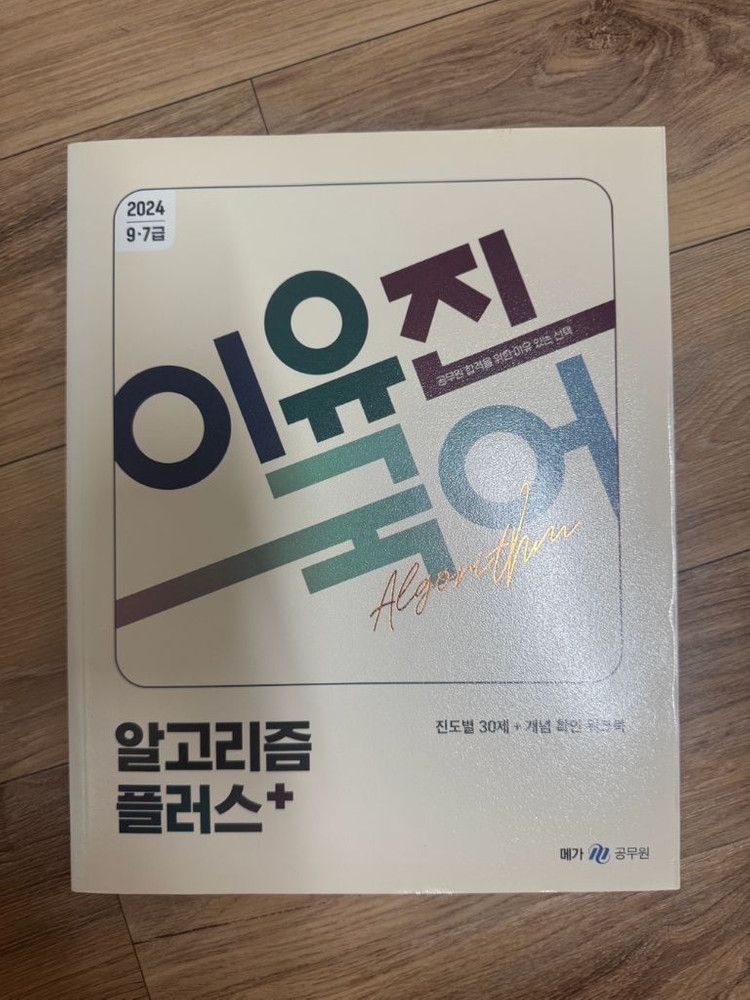 2024
9·7급
이유진
공무원 합격을 위한 이유 있는 선택
국어
Algorithm
알고리즘
플러스+
진도별 30제 + 개념 확인 워크북
메가 공무원